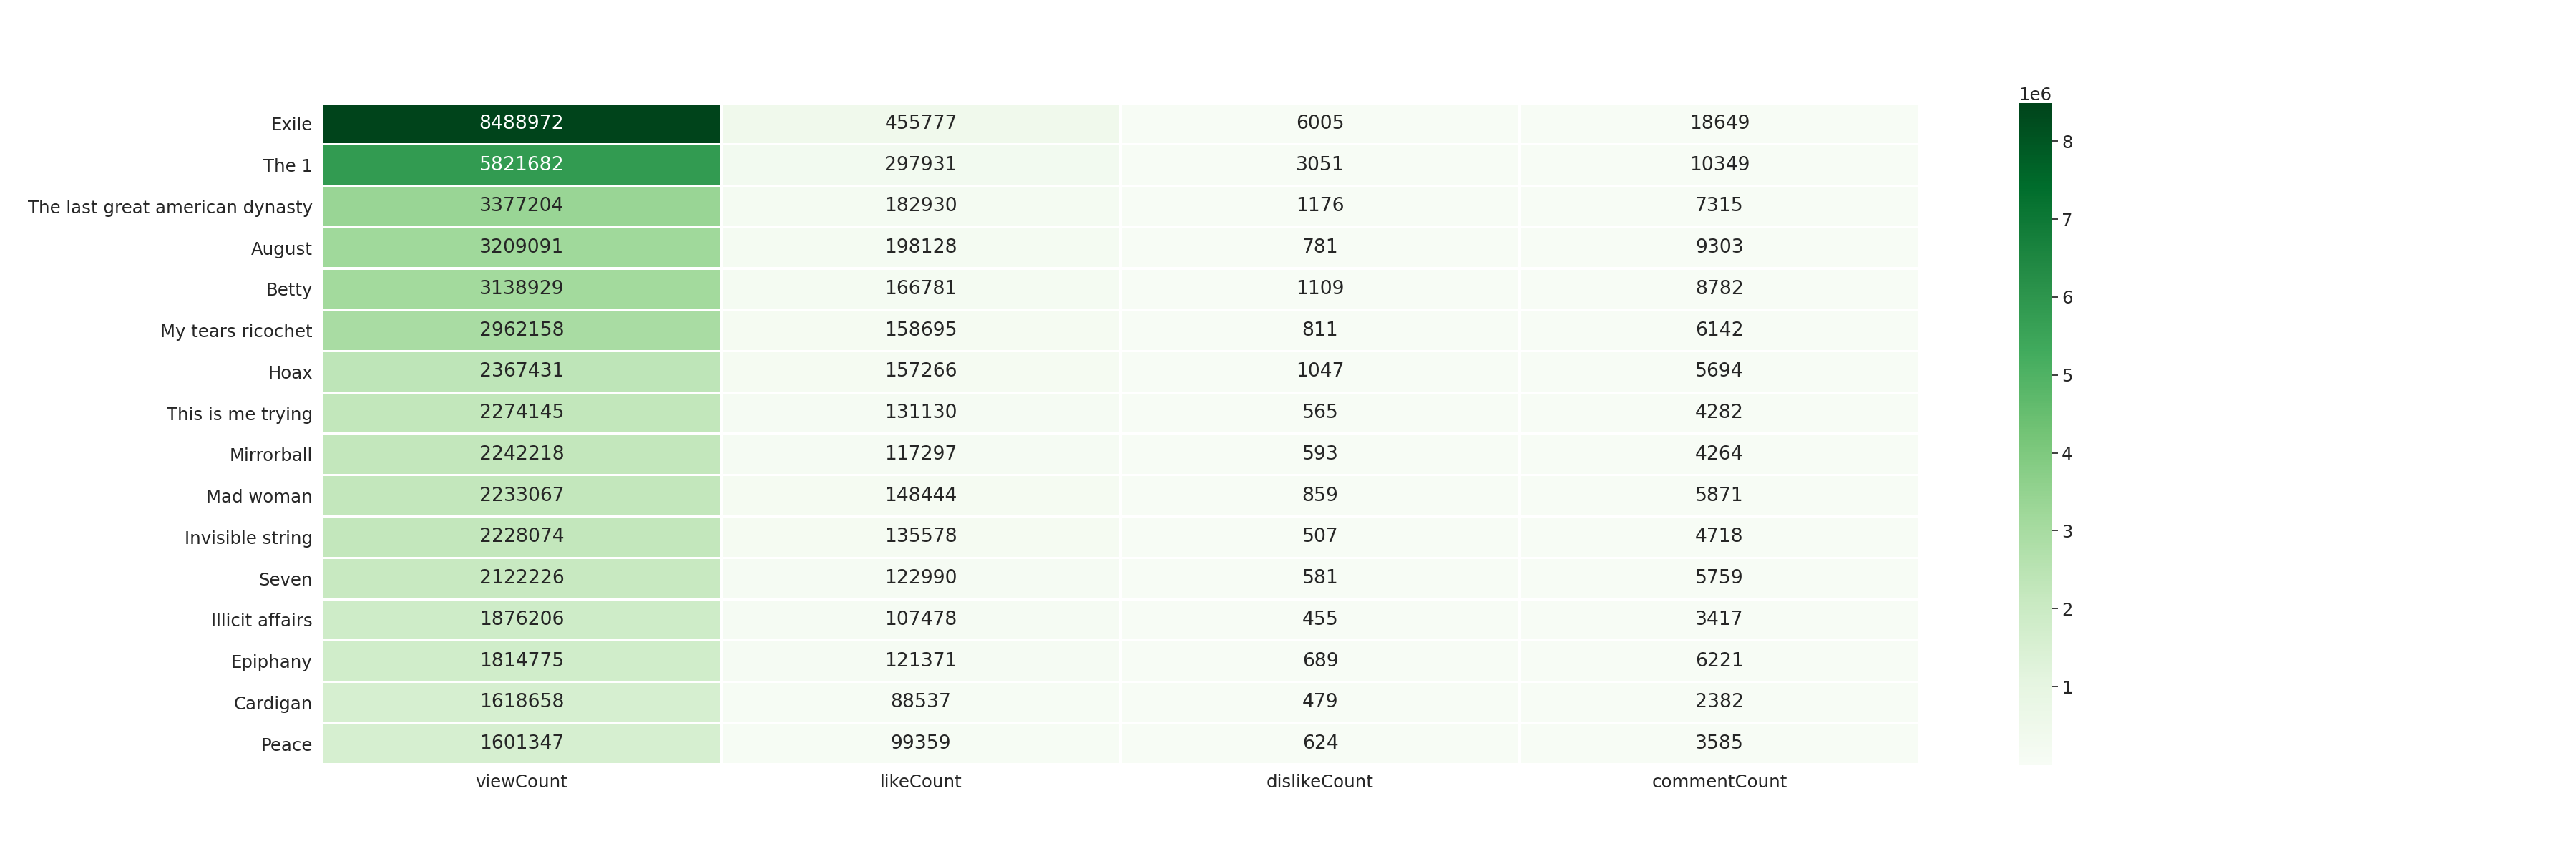 1e6
Exile 8488972 455777 6005 18649
The 1 5821682 297931 3051 10349
The last great american dynasty 3377204 182930 1176 7315
August 3209091 198128 781 9303
Betty 3138929 166781 1109 8782
My tears ricochet 2962158 158695 811 6142
Hoax 2367431 157266 1047 5694
This is me trying 2274145 131130 565 4282
Mirrorball 2242218 117297 593 4264
Mad woman 2233067 148444 859 5871
Invisible string 2228074 135578 507 4718
Seven 2122226 122990 581 5759
Illicit affairs 1876206 107478 455 3417
Epiphany 1814775 121371 689 6221
Cardigan 1618658 88537 479 2382
Peace 1601347 99359 624 3585
viewCount likeCount dislikeCount commentCount
8
7
6
5
4
3
2
1